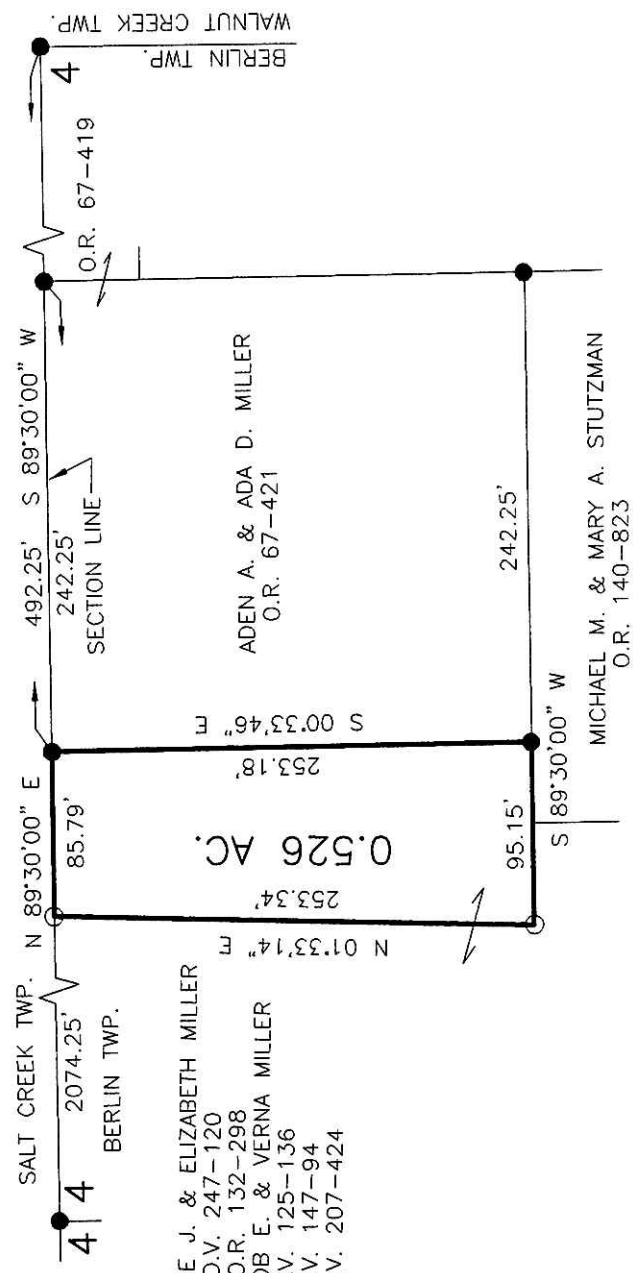 SALT CREEK TWP.
2074.25'
BERLIN TWP.
4
4
N 89°30'00" E
85.79'
492.25'
S 89°30'00" W
242.25'
SECTION LINE
O.R. 67-419
4
BERLIN TWP.
WALNUT CREEK TWP.
E J. & ELIZABETH MILLER
O.V. 247-120
O.R. 132-298
OB E. & VERNA MILLER
V. 125-136
V. 147-94
V. 207-424
N 01°33'14" E
253.34'
0.526 AC.
253.18'
S 00°33'46" E
ADEN A. & ADA D. MILLER
O.R. 67-421
95.15'
S 89°30'00" W
242.25'
MICHAEL M. & MARY A. STUTZMAN
O.R. 140-823